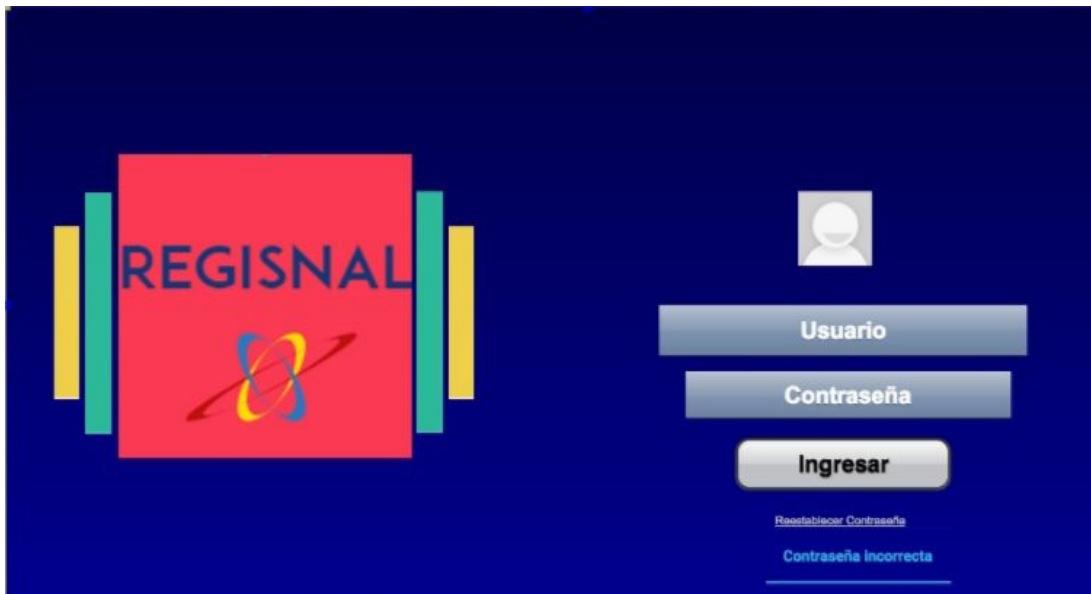 REGISNAL
Usuario
Contraseña
Ingresar
Reestablecer Contraseña
Contraseña incorrecta